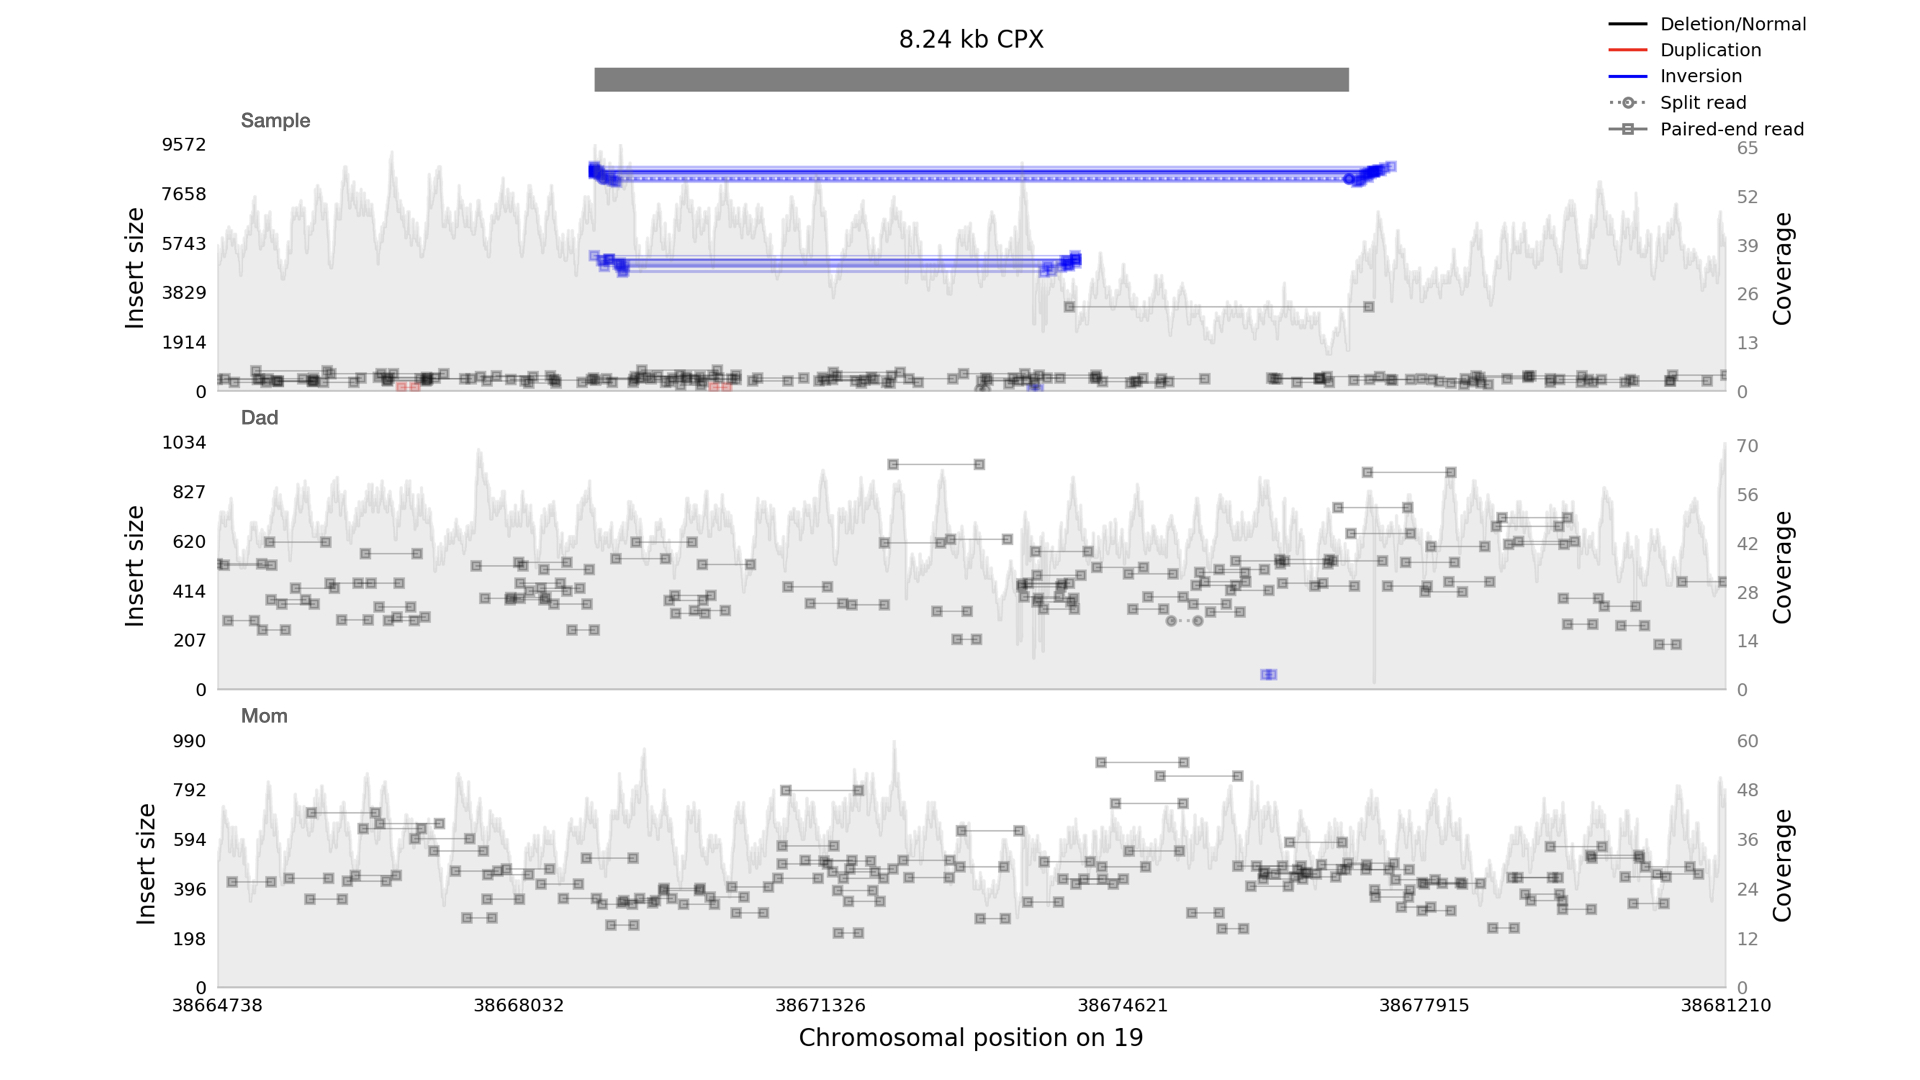 8.24 kb CPX
Deletion/Normal
Duplication
Inversion
Split read
Paired-end read
Sample
9572
7658
5743
3829
1914
0
Insert size
65
52
39
26
13
0
Coverage
Dad
1034
827
620
414
207
0
Insert size
70
56
42
28
14
0
Coverage
Mom
990
792
594
396
198
0
Insert size
60
48
36
24
12
0
Coverage
38664738 38668032 38671326 38674621 38677915 38681210
Chromosomal position on 19